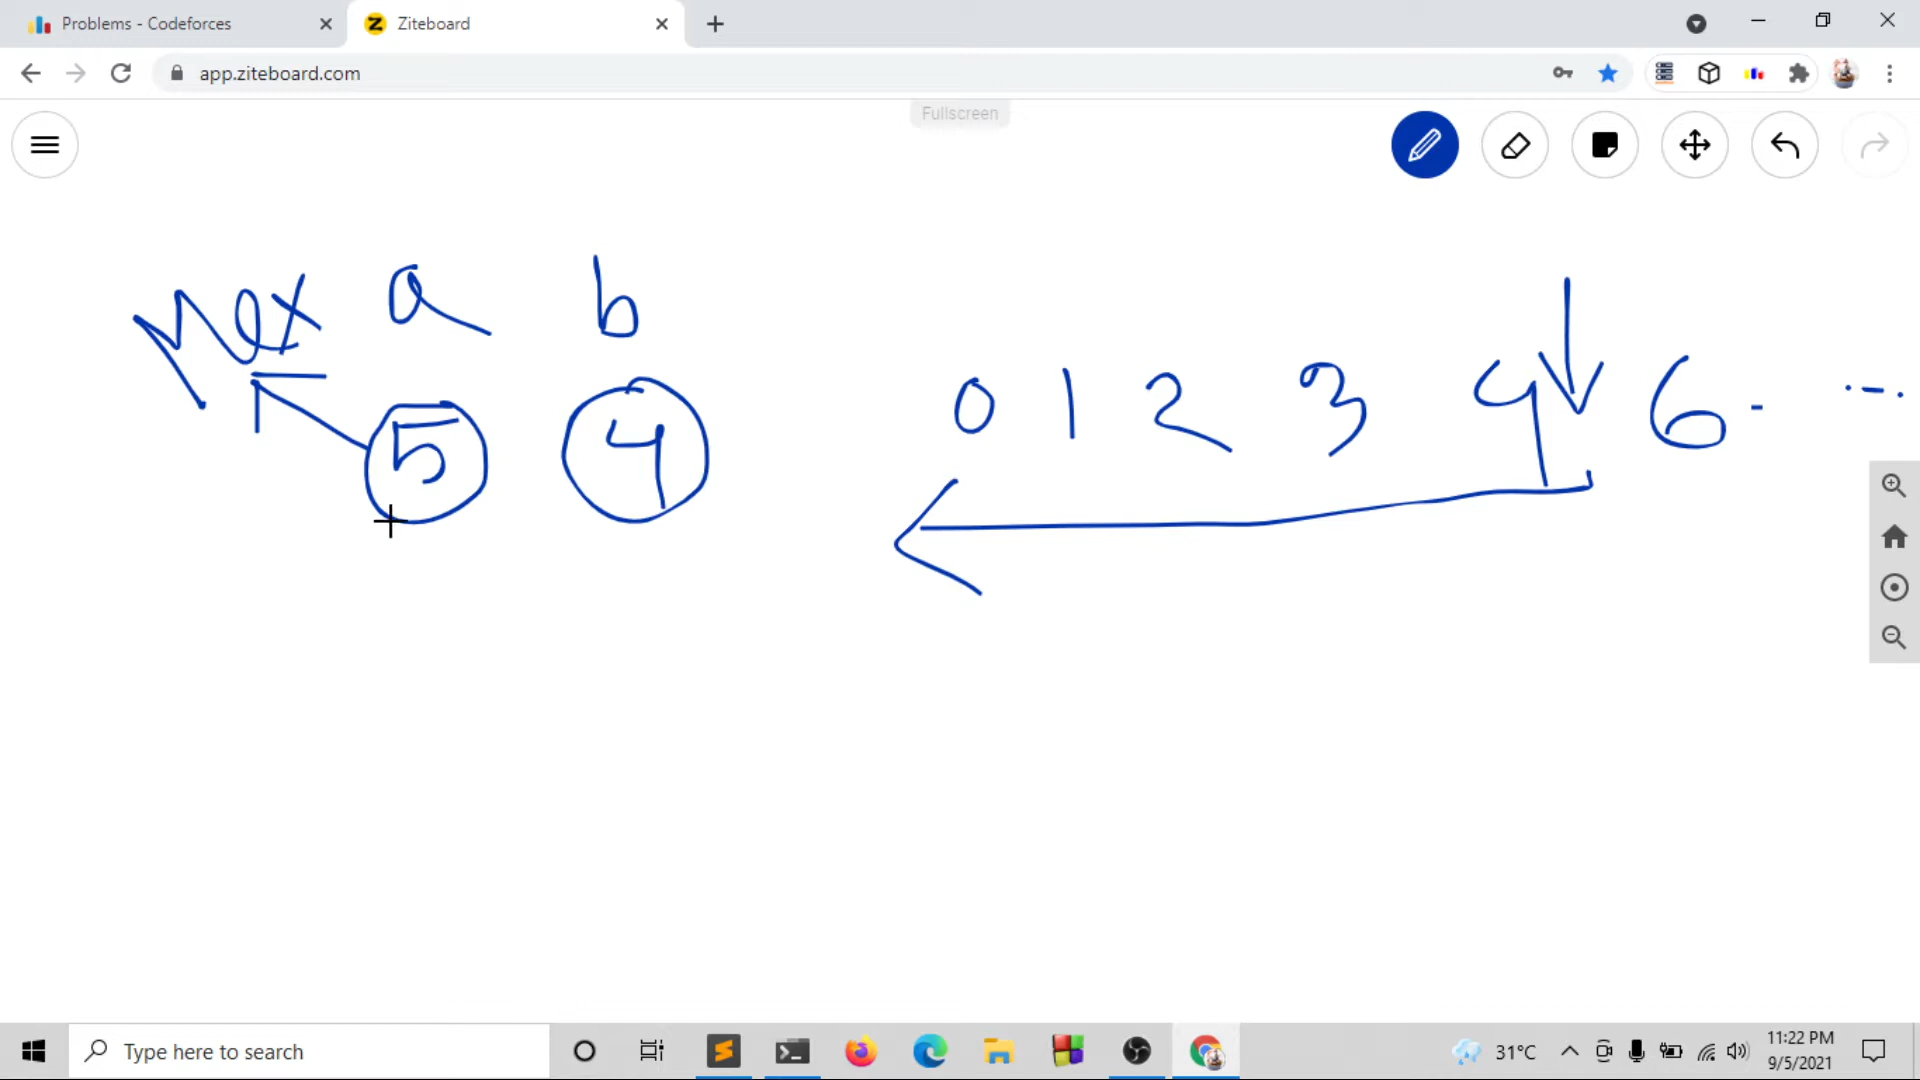 Problems - Codeforces
Ziteboard
app.ziteboard.com
Fullscreen
Mex a b
5 4
0 1 2 3 4 6 - ...
Type here to search
31°C
11:22 PM
9/5/2021